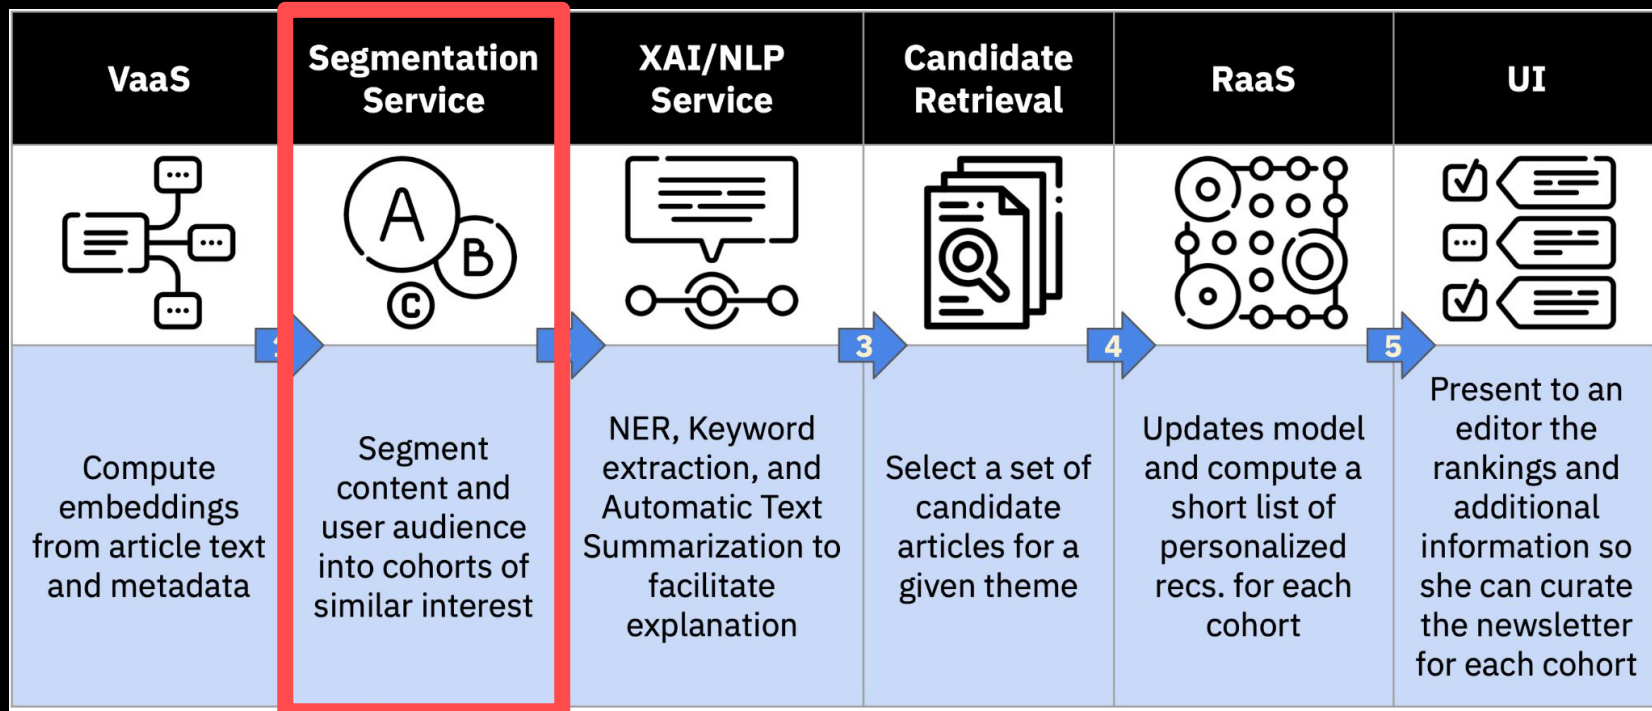 VaaS
Segmentation
Service
XAI/NLP
Service
Candidate
Retrieval
RaaS
UI
A
B
C
3
4
5
Compute
embeddings
from article text
and metadata
Segment
content and
user audience
into cohorts of
similar interest
NER, Keyword
extraction, and
Automatic Text
Summarization to
facilitate
explanation
Select a set of
candidate
articles for a
given theme
Updates model
and compute a
short list of
personalized
recs. for each
cohort
Present to an
editor the
rankings and
additional
information so
she can curate
the newsletter
for each cohort